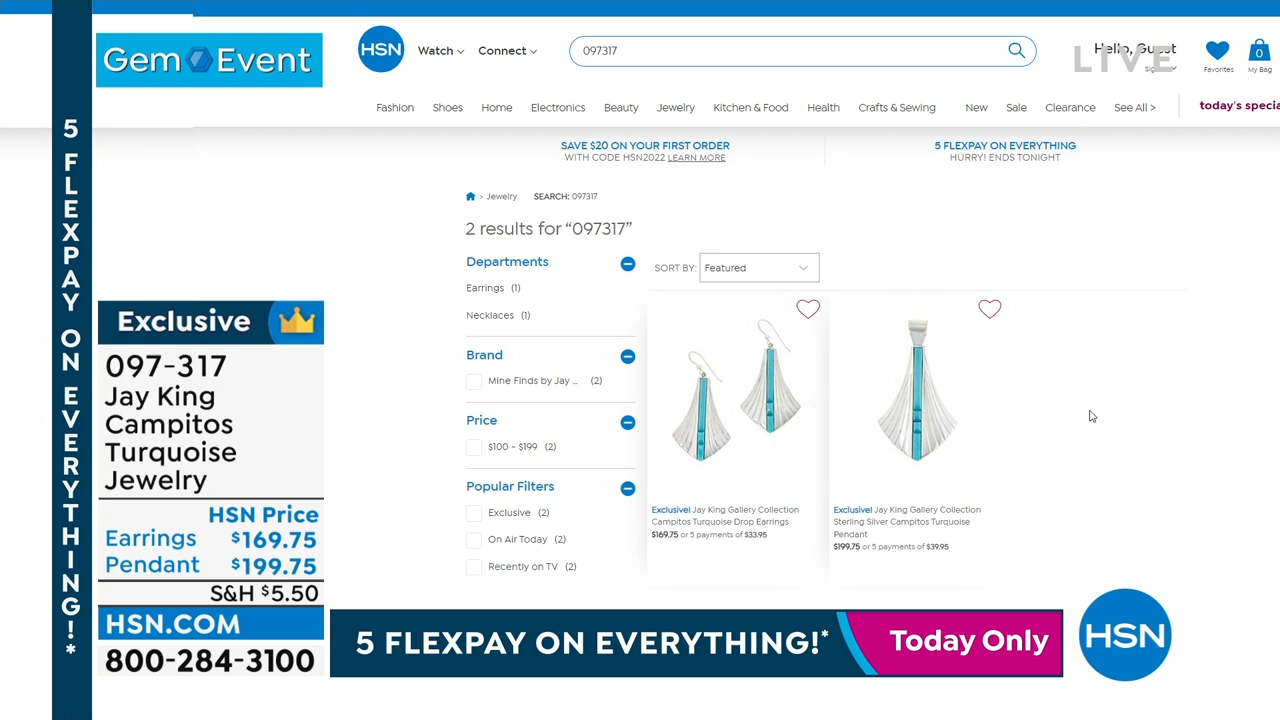 5 FLEXPAY ON EVERYTHING!*
Gem Event
HSN
Watch
Connect
097317
Hello, Guest
LIVE
Favorites
0
My Bag
Fashion
Shoes
Home
Electronics
Beauty
Jewelry
Kitchen & Food
Health
Crafts & Sewing
New
Sale
Clearance
See All >
today's specia
SAVE $20 ON YOUR FIRST ORDER
WITH CODE HSN2022 LEARN MORE
5 FLEXPAY ON EVERYTHING
HURRY! ENDS TONIGHT
> Jewelry SEARCH: 097317
2 results for “097317”
Departments
Earrings (1)
Necklaces (1)
Brand
Mine Finds by Jay ... (2)
Price
$100 - $199 (2)
Popular Filters
Exclusive (2)
On Air Today (2)
Recently on TV (2)
SORT BY: Featured
Exclusive! Jay King Gallery Collection
Campitos Turquoise Drop Earrings
$169.75 or 5 payments of $33.95
Exclusive! Jay King Gallery Collection
Sterling Silver Campitos Turquoise
Pendant
$199.75 or 5 payments of $39.95
Exclusive
097-317
Jay King
Campitos
Turquoise
Jewelry
HSN Price
Earrings $169.75
Pendant $199.75
S&H $5.50
HSN.COM
800-284-3100
5 FLEXPAY ON EVERYTHING!*
Today Only
HSN